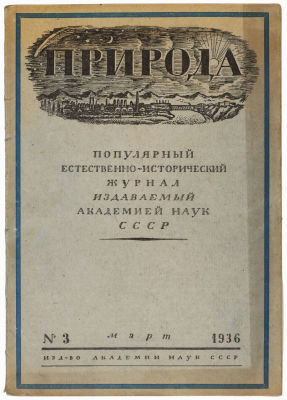 ПРИРОДА
ПОПУЛЯРНЫЙ
ЕСТЕСТВЕННО-ИСТОРИЧЕСКИЙ
ЖУРНАЛ
ИЗДАВАЕМЫЙ
АКАДЕМИЕЙ НАУК
СССР
№ 3 март 1936
ИЗД-ВО АКАДЕМИИ НАУК СССР